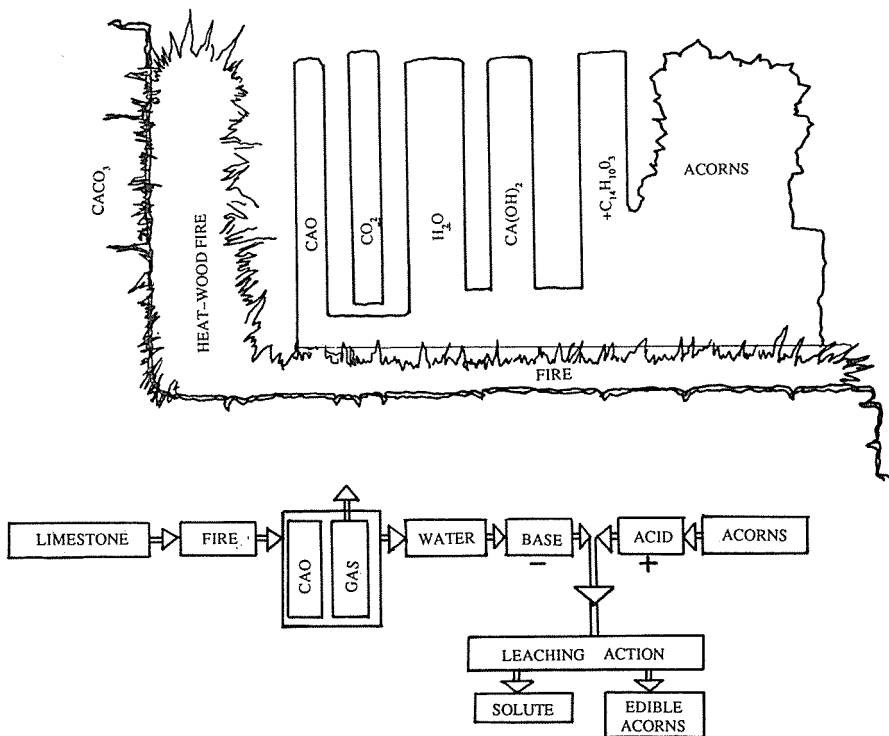 CACO₃
HEAT-WOOD FIRE
CAO
CO₂
H₂O
CA(OH)₂
+C₁₄H₁₀O₃
ACORNS
FIRE
LIMESTONE
FIRE
CAO
GAS
WATER
BASE
−
ACID
+
ACORNS
LEACHING ACTION
SOLUTE
EDIBLE
ACORNS